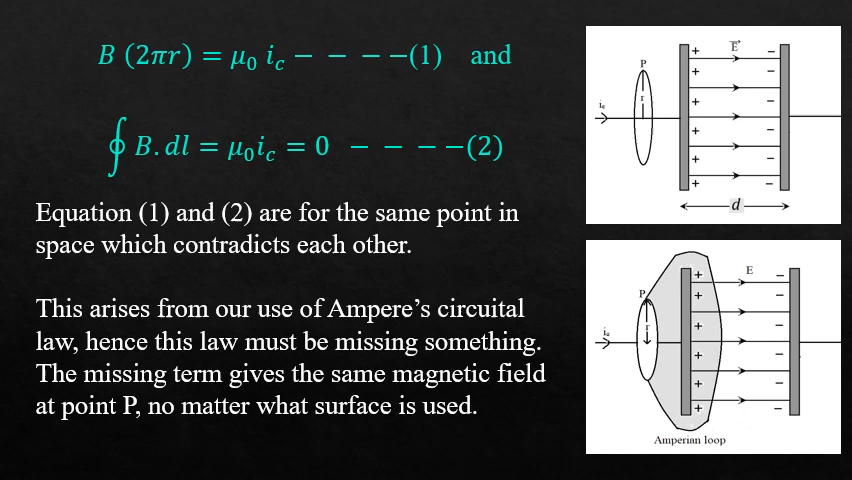 B (2πr) = μ₀ i_c − − − −(1) and
∮ B. dl = μ₀i_c = 0 − − − −(2)
Equation (1) and (2) are for the same point in
space which contradicts each other.
This arises from our use of Ampere’s circuital
law, hence this law must be missing something.
The missing term gives the same magnetic field
at point P, no matter what surface is used.
E⃗
P
+ −
+ −
r
i_c
+ −
+ −
+ −
+ −
d
E
+ −
P
+ −
r
i_c
+ −
+ −
+ −
+ −
Amperian loop